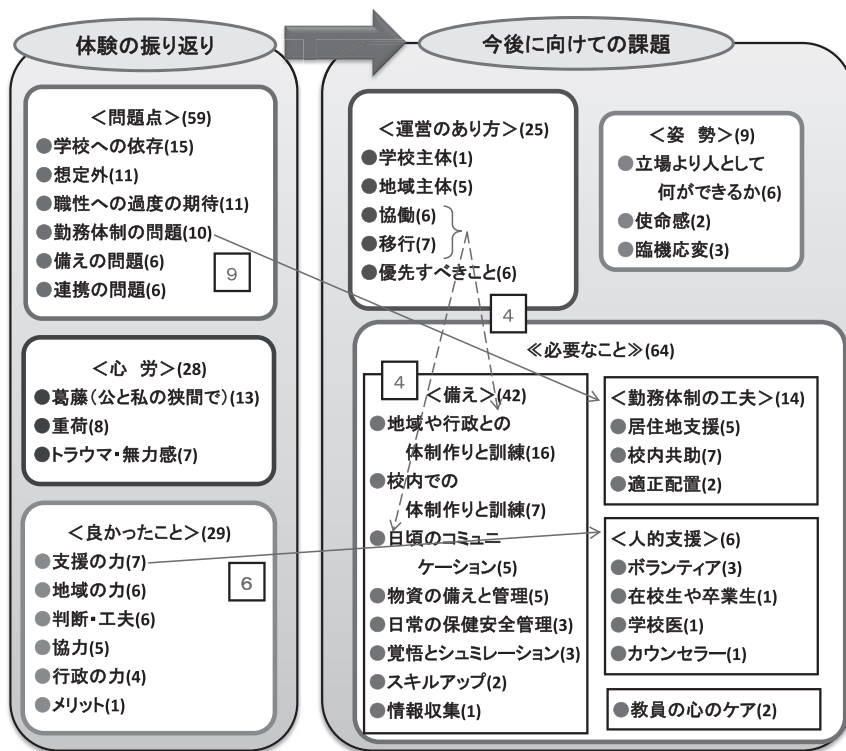 体験の振り返り
今後に向けての課題
＜問題点＞(59)
●学校への依存(15)
●想定外(11)
●職性への過度の期待(11)
●勤務体制の問題(10)
●備えの問題(6)
●連携の問題(6)
9
＜心　労＞(28)
●葛藤(公と私の狭間で)(13)
●重荷(8)
●トラウマ・無力感(7)
＜良かったこと＞(29)
●支援の力(7)
●地域の力(6)
●判断・工夫(6)
●協力(5)
●行政の力(4)
●メリット(1)
6
＜運営のあり方＞(25)
●学校主体(1)
●地域主体(5)
●協働(6)
●移行(7)
●優先すべきこと(6)
4
＜姿　勢＞(9)
●立場より人として
何ができるか(6)
●使命感(2)
●臨機応変(3)
≪必要なこと≫(64)
4
＜備え＞(42)
●地域や行政との
体制作りと訓練(16)
●校内での
体制作りと訓練(7)
●日頃のコミュニ
ケーション(5)
●物資の備えと管理(5)
●日常の保健安全管理(3)
●覚悟とシュミレーション(3)
●スキルアップ(2)
●情報収集(1)
＜勤務体制の工夫＞(14)
●居住地支援(5)
●校内共助(7)
●適正配置(2)
＜人的支援＞(6)
●ボランティア(3)
●在校生や卒業生(1)
●学校医(1)
●カウンセラー(1)
●教員の心のケア(2)